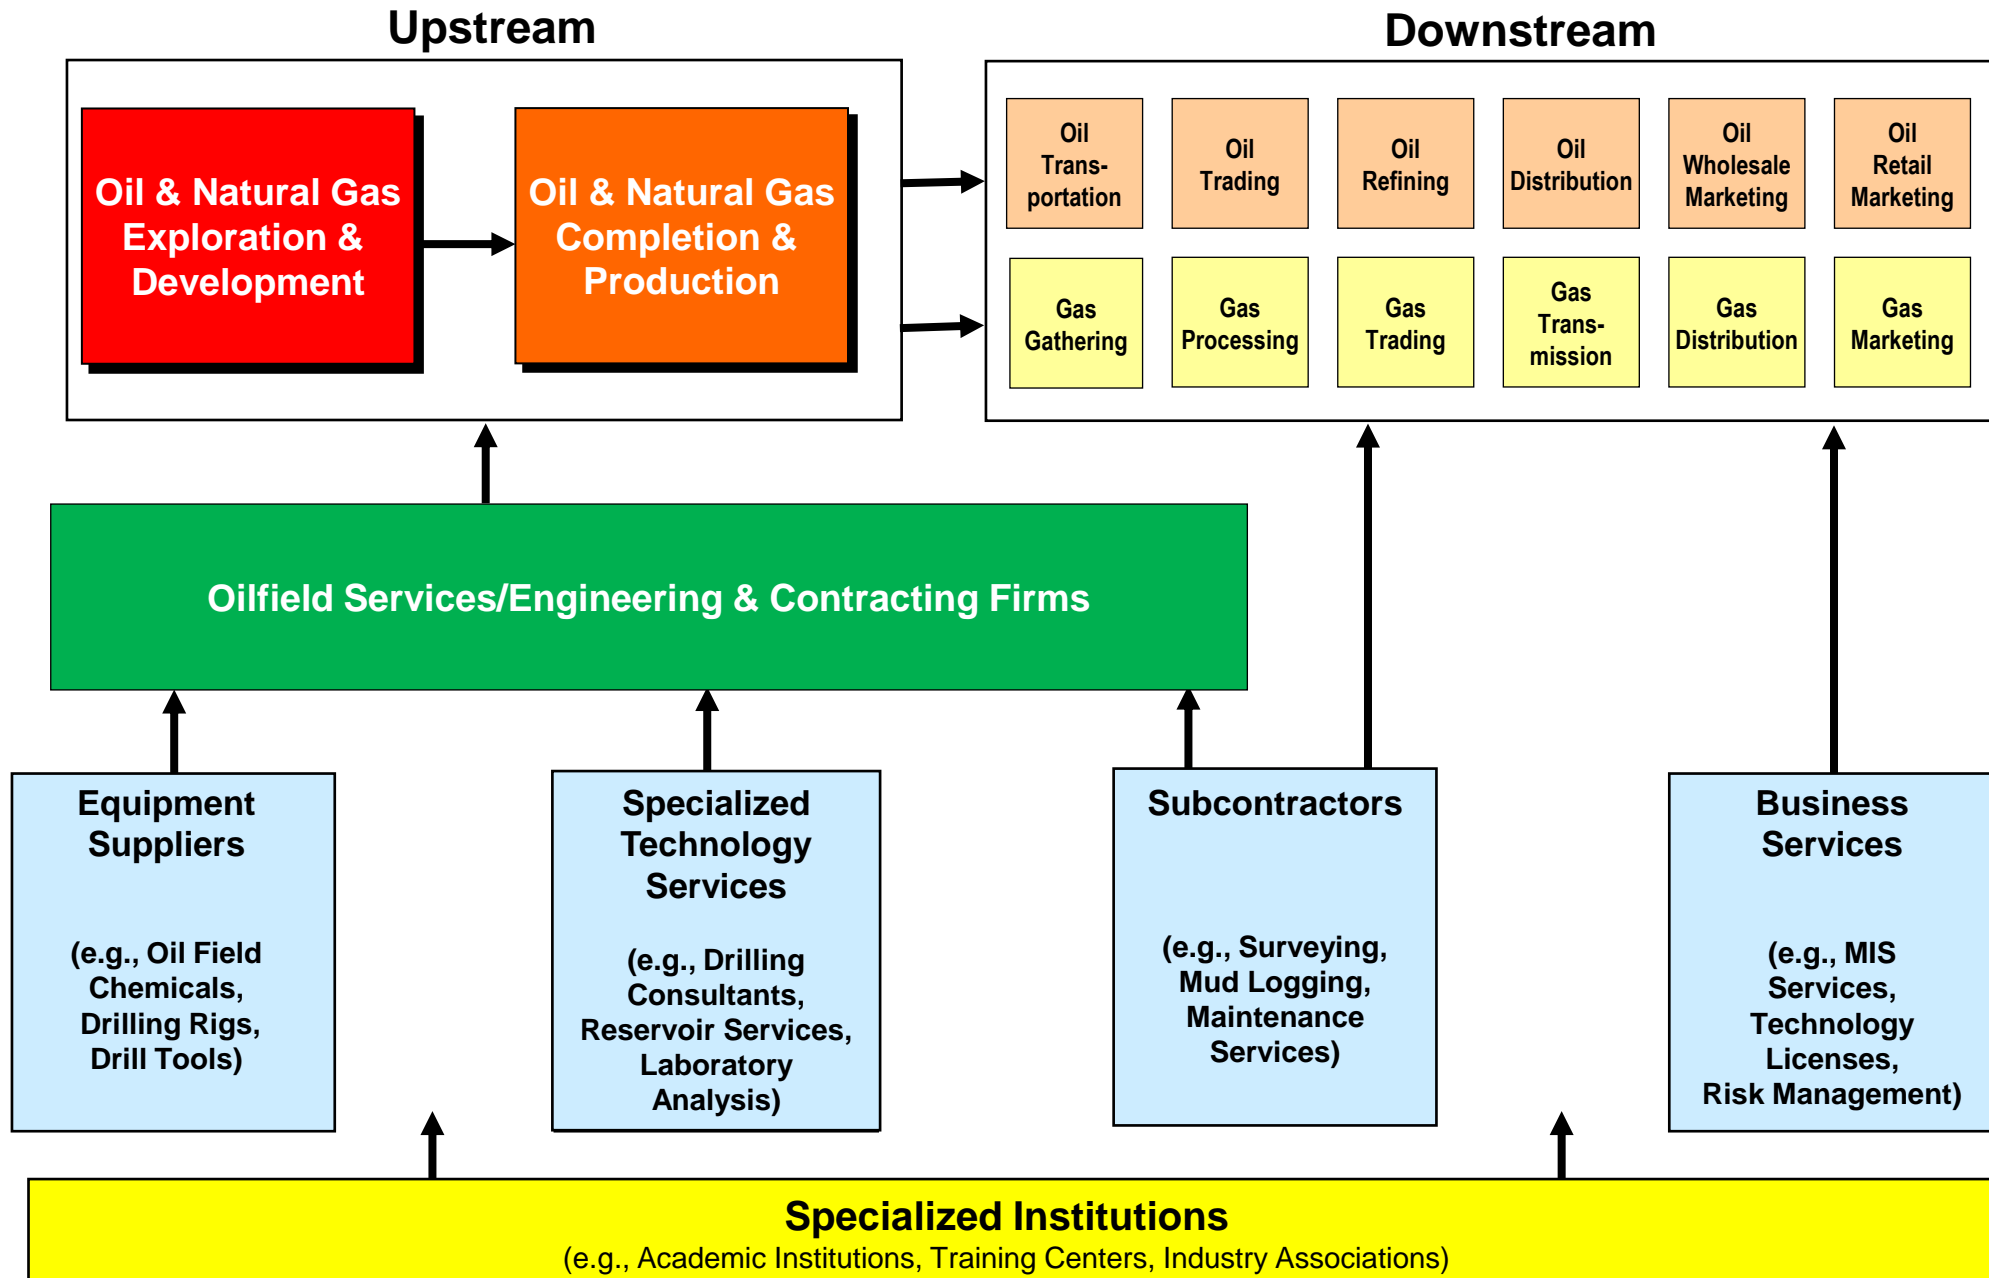 Upstream
Downstream
Oil & Natural Gas
Exploration &
Development
Oil & Natural Gas
Completion &
Production
Oil
Trans-
portation
Oil
Trading
Oil
Refining
Oil
Distribution
Oil
Wholesale
Marketing
Oil
Retail
Marketing
Gas
Gathering
Gas
Processing
Gas
Trading
Gas
Trans-
mission
Gas
Distribution
Gas
Marketing
Oilfield Services/Engineering & Contracting Firms
Equipment
Suppliers
(e.g., Oil Field
Chemicals,
Drilling Rigs,
Drill Tools)
Specialized
Technology
Services
(e.g., Drilling
Consultants,
Reservoir Services,
Laboratory
Analysis)
Subcontractors
(e.g., Surveying,
Mud Logging,
Maintenance
Services)
Business
Services
(e.g., MIS
Services,
Technology
Licenses,
Risk Management)
Specialized Institutions
(e.g., Academic Institutions, Training Centers, Industry Associations)